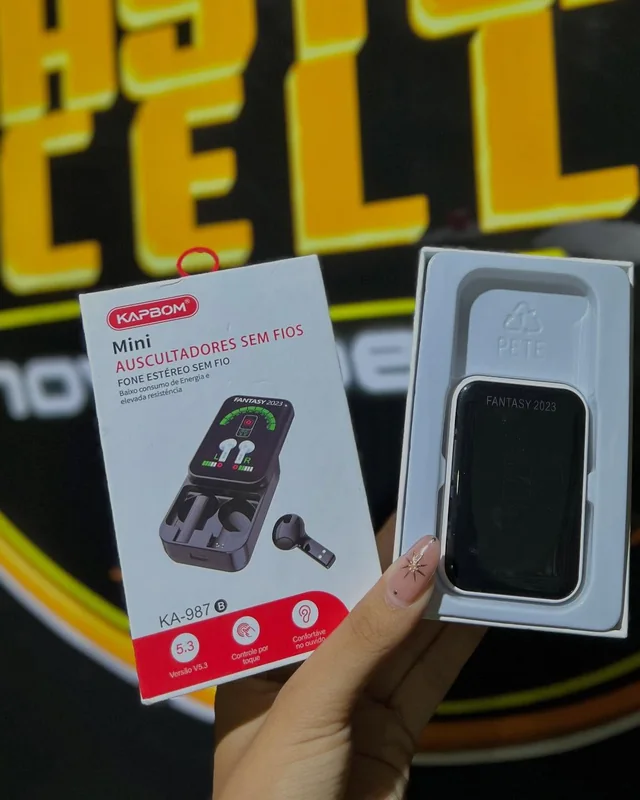 CELL
KAPBOM®
Mini
AUSCULTADORES SEM FIOS
FONE ESTÉREO SEM FIO
Baixo consumo de Energia e
elevada resistência
FANTASY 2023
L R
KA-987 B
5.3
Versão V5.3
Controle por
toque
Confortável
no ouvido
PETE
FANTASY 2023